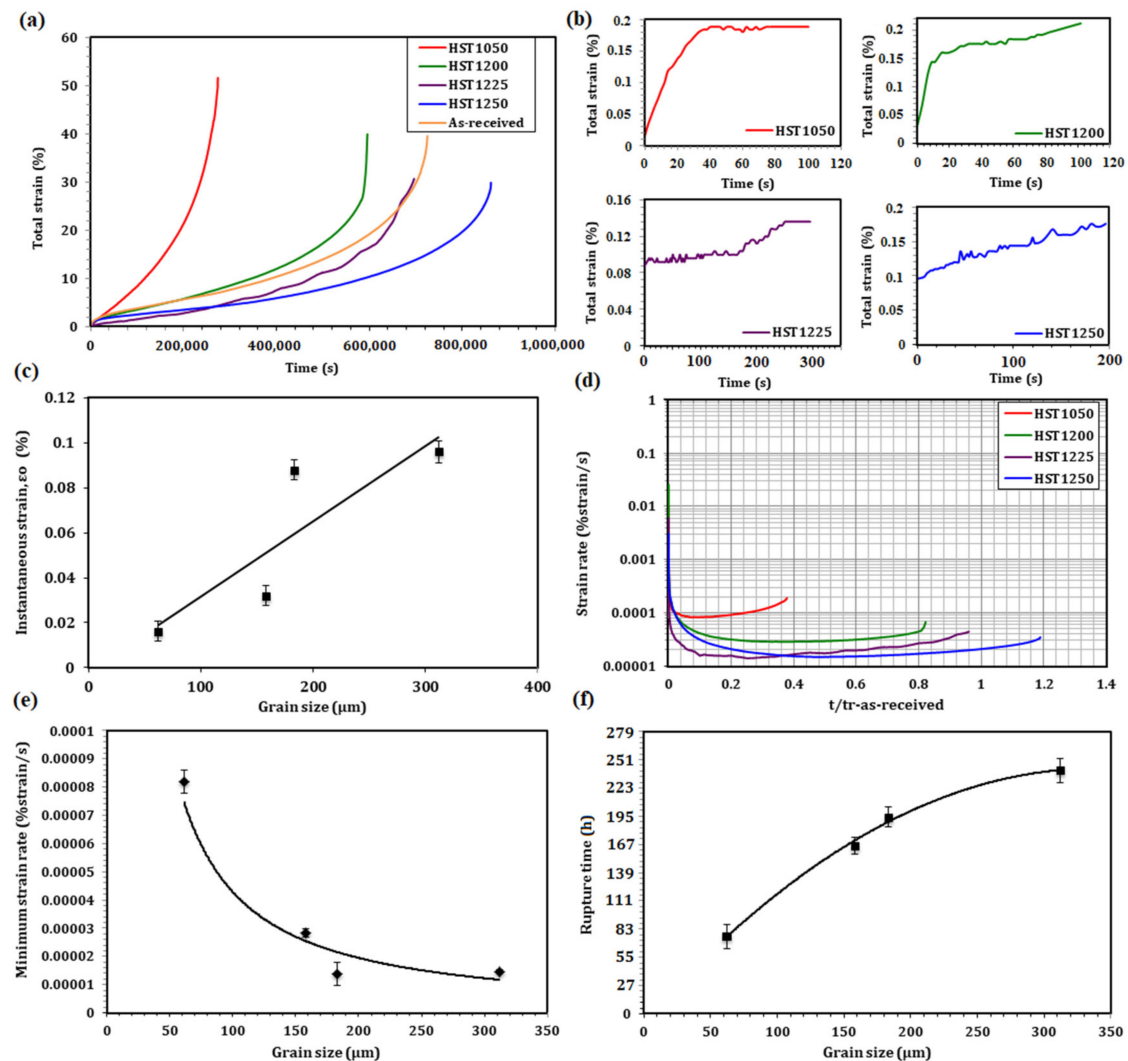 (a)
60
50
40
30
20
10
0
Total strain (%)
HST1050
HST1200
HST1225
HST1250
As-received
0
200,000
400,000
600,000
800,000
1,000,000
Time (s)
(b)
0.2
0.15
0.1
0.05
0
Total strain (%)
HST1050
0 20 40 60 80 100 120
Time (s)
0.2
0.15
0.1
0.05
0
Total strain (%)
HST1200
0 20 40 60 80 100 120
Time (s)
0.16
0.12
0.08
0.04
0
Total strain (%)
HST1225
0 100 200 300
Time (s)
0.2
0.15
0.1
0.05
0
Total strain (%)
HST1250
0 100 200
Time (s)
(c)
0.12
0.1
0.08
0.06
0.04
0.02
0
Instantaneous strain,εo (%)
0 100 200 300 400
Grain size (μm)
(d)
1
0.1
0.01
0.001
0.0001
0.00001
Strain rate (%strain/s)
HST1050
HST1200
HST1225
HST1250
0 0.2 0.4 0.6 0.8 1 1.2 1.4
t/tr-as-received
(e)
0.0001
0.00009
0.00008
0.00007
0.00006
0.00005
0.00004
0.00003
0.00002
0.00001
0
Minimum strain rate (%strain/s)
0 50 100 150 200 250 300 350
Grain size (μm)
(f)
279
251
223
195
167
139
111
83
55
27
0
Rupture time (h)
0 50 100 150 200 250 300 350
Grain size (μm)